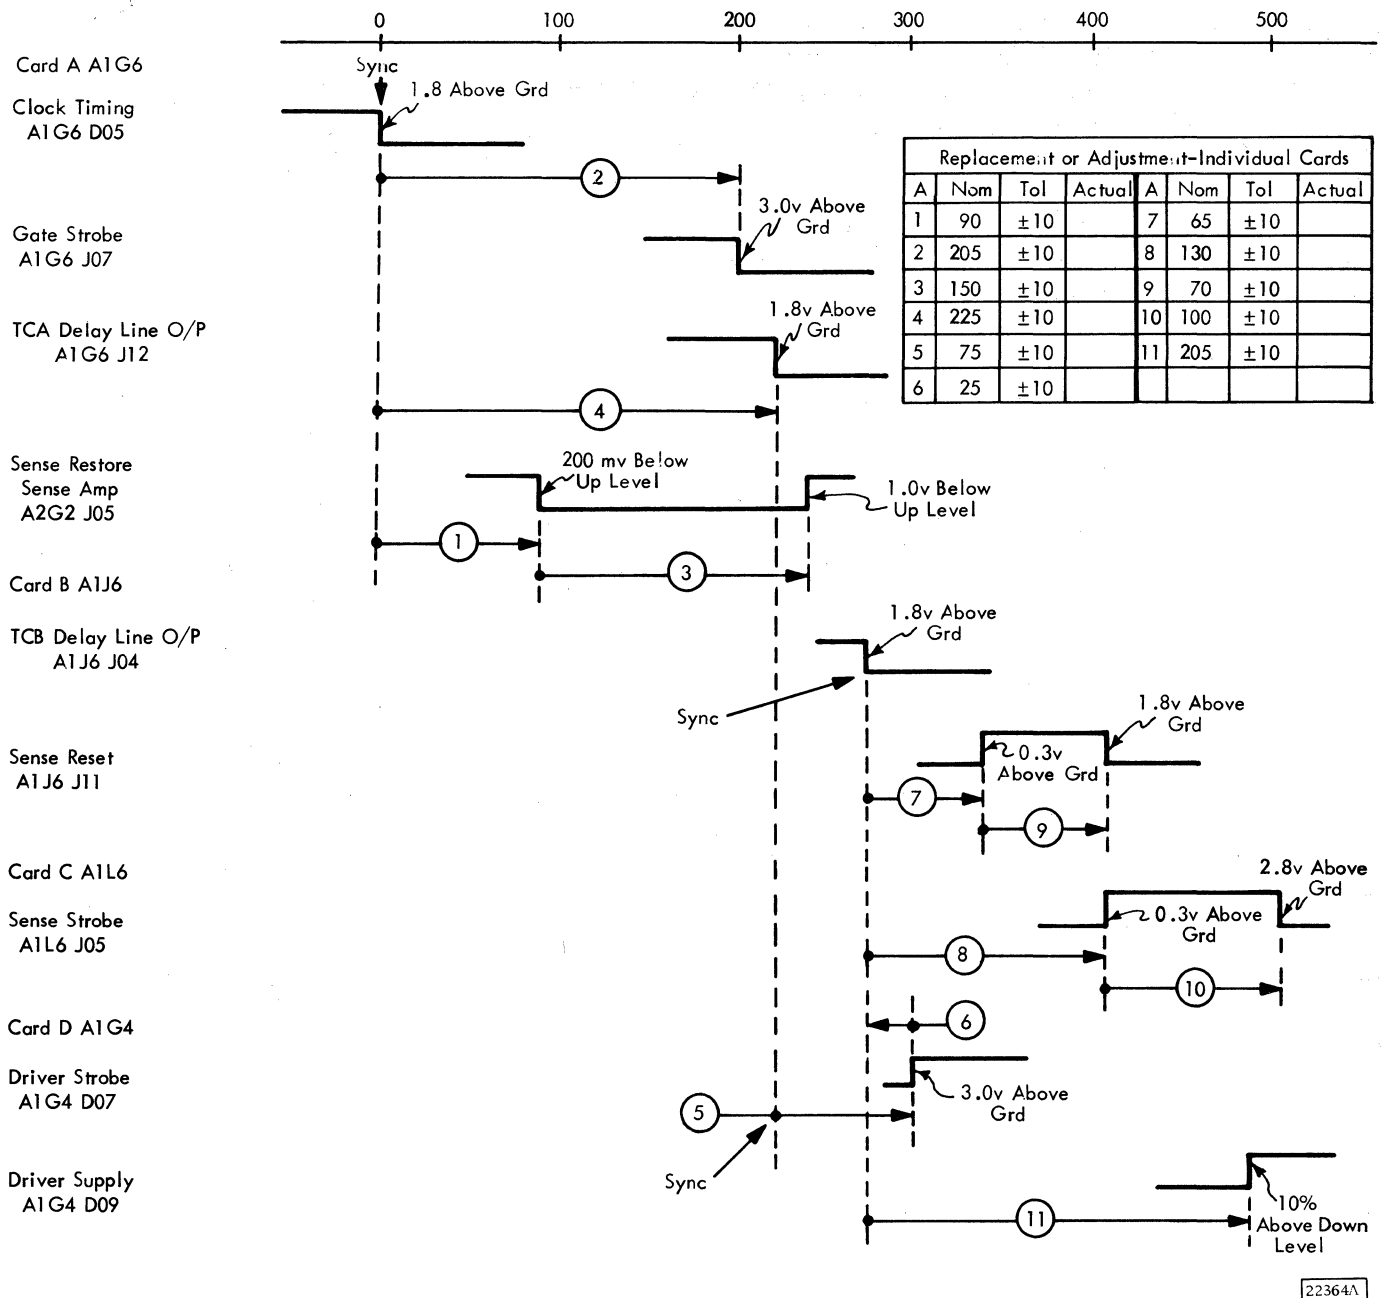 0 100 200 300 400 500
Card A A1G6
Sync
1.8 Above Grd
Clock Timing
A1G6 D05
2
3.0v Above
Grd
Gate Strobe
A1G6 J07
1.8v Above
Grd
TCA Delay Line O/P
A1G6 J12
4
Replacement or Adjustment-Individual Cards
A Nom Tol Actual A Nom Tol Actual
1 90 ±10 7 65 ±10
2 205 ±10 8 130 ±10
3 150 ±10 9 70 ±10
4 225 ±10 10 100 ±10
5 75 ±10 11 205 ±10
6 25 ±10
Sense Restore
Sense Amp
A2G2 J05
200 mv Below
Up Level
1.0v Below
Up Level
1
3
Card B A1J6
TCB Delay Line O/P
A1J6 J04
1.8v Above
Grd
Sync
Sense Reset
A1J6 J11
0.3v
Above Grd
1.8v Above
Grd
7
9
Card C A1L6
Sense Strobe
A1L6 J05
0.3v Above
Grd
2.8v Above
Grd
8
10
Card D A1G4
6
Driver Strobe
A1G4 D07
3.0v Above
Grd
5
Sync
Driver Supply
A1G4 D09
10%
Above Down
Level
11
22364A